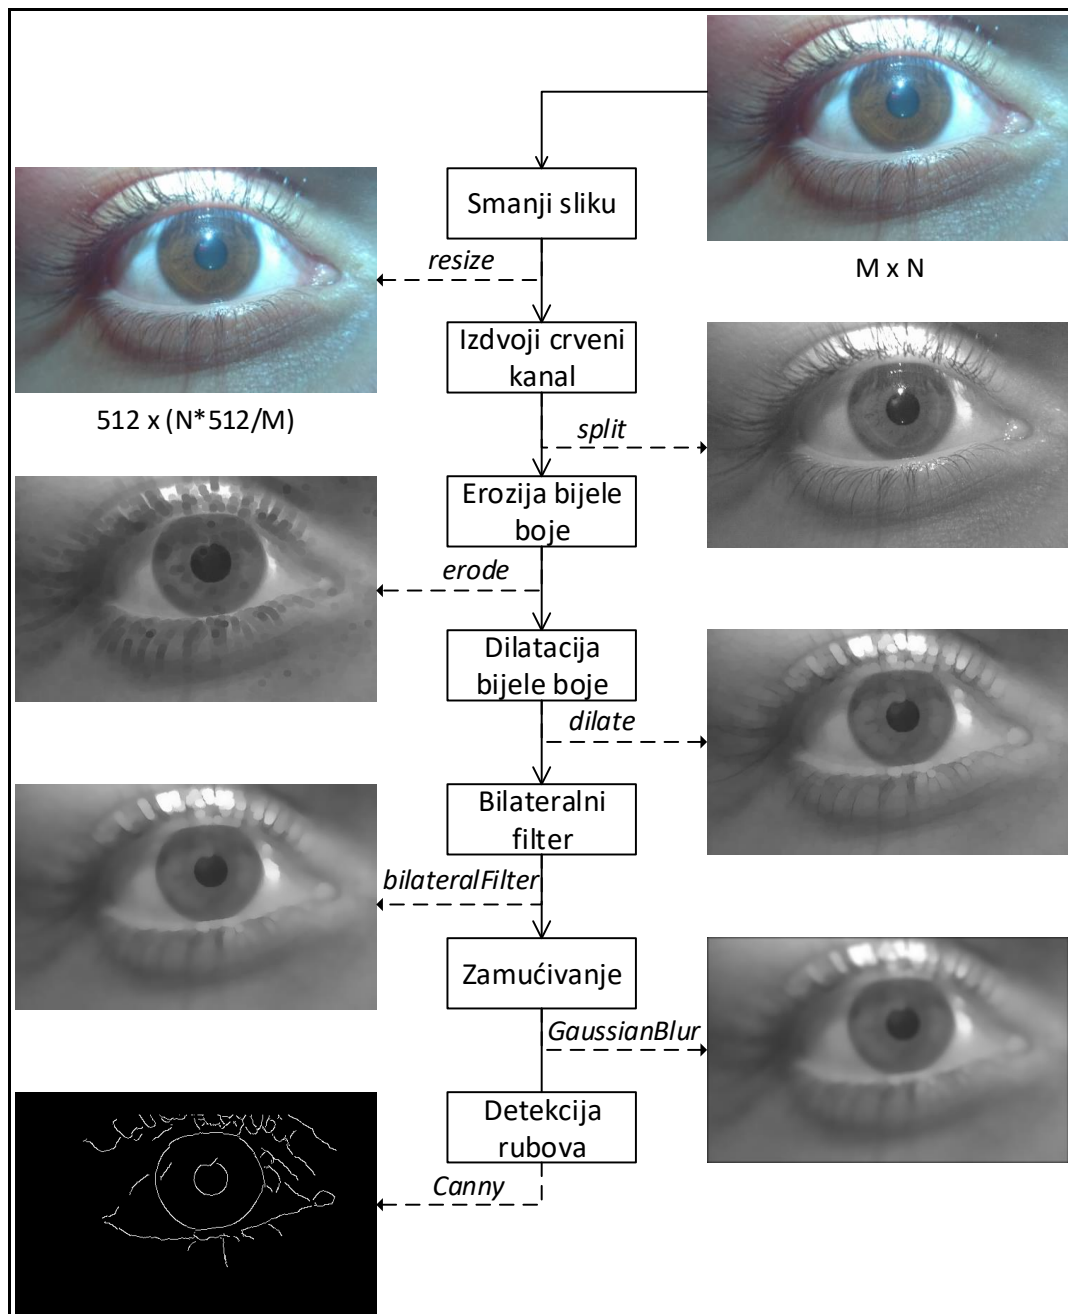 Smanji sliku
resize
M x N
Izdvoji crveni
kanal
512 x (N*512/M)
split
Erozija bijele
boje
erode
Dilatacija
bijele boje
dilate
Bilateralni
filter
bilateralFilter
Zamućivanje
GaussianBlur
Detekcija
rubova
Canny